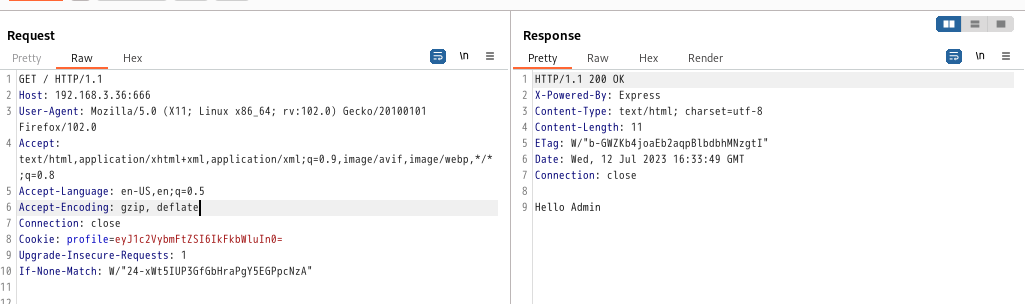 Request
Pretty Raw Hex
\n
1 GET / HTTP/1.1
2 Host: 192.168.3.36:666
3 User-Agent: Mozilla/5.0 (X11; Linux x86_64; rv:102.0) Gecko/20100101
Firefox/102.0
4 Accept:
text/html,application/xhtml+xml,application/xml;q=0.9,image/avif,image/webp,*/*
;q=0.8
5 Accept-Language: en-US,en;q=0.5
6 Accept-Encoding: gzip, deflate
7 Connection: close
8 Cookie: profile=eyJ1c2VybmFtZSI6IkFkbWluIn0=
9 Upgrade-Insecure-Requests: 1
10 If-None-Match: W/"24-xWt5IUP3GfGbHraPgY5EGPpcNzA"
11
12
Response
Pretty Raw Hex Render
\n
1 HTTP/1.1 200 OK
2 X-Powered-By: Express
3 Content-Type: text/html; charset=utf-8
4 Content-Length: 11
5 ETag: W/"b-GWZKb4joaEb2aqpBlbdbhMNzgtI"
6 Date: Wed, 12 Jul 2023 16:33:49 GMT
7 Connection: close
8
9 Hello Admin